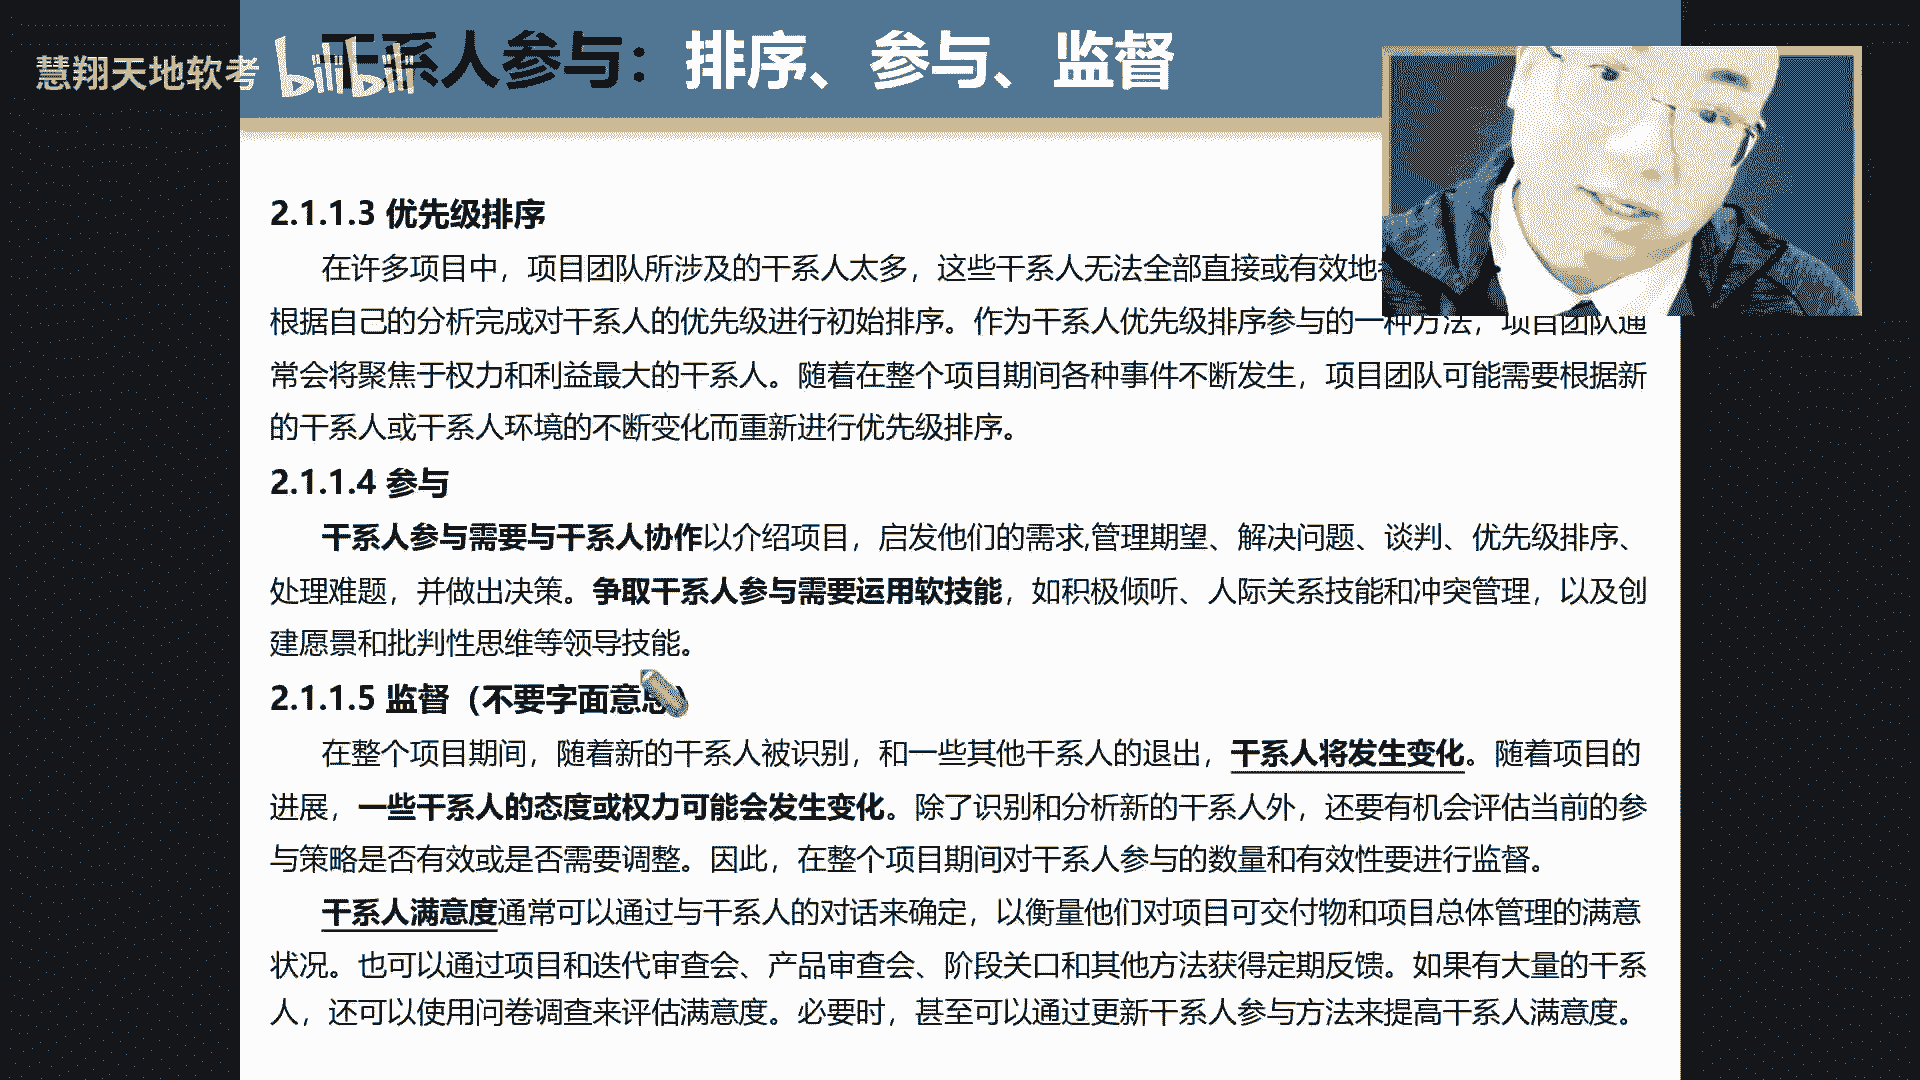 慧翔天地软考 bilibili
干系人参与：排序、参与、监督
2.1.1.3 优先级排序
在许多项目中，项目团队所涉及的干系人太多，这些干系人无法全部直接或有效地
根据自己的分析完成对干系人的优先级进行初始排序。作为干系人优先级排序参与的一种方法，项目团队通
常会将聚焦于权力和利益最大的干系人。随着在整个项目期间各种事件不断发生，项目团队可能需要根据新
的干系人或干系人环境的不断变化而重新进行优先级排序。
2.1.1.4 参与
干系人参与需要与干系人协作以介绍项目，启发他们的需求,管理期望、解决问题、谈判、优先级排序、
处理难题，并做出决策。争取干系人参与需要运用软技能，如积极倾听、人际关系技能和冲突管理，以及创
建愿景和批判性思维等领导技能。
2.1.1.5 监督（不要字面意思）
在整个项目期间，随着新的干系人被识别，和一些其他干系人的退出，干系人将发生变化。随着项目的
进展，一些干系人的态度或权力可能会发生变化。除了识别和分析新的干系人外，还要有机会评估当前的参
与策略是否有效或是否需要调整。因此，在整个项目期间对干系人参与的数量和有效性要进行监督。
干系人满意度通常可以通过与干系人的对话来确定，以衡量他们对项目可交付物和项目总体管理的满意
状况。也可以通过项目和迭代审查会、产品审查会、阶段关口和其他方法获得定期反馈。如果有大量的干系
人，还可以使用问卷调查来评估满意度。必要时，甚至可以通过更新干系人参与方法来提高干系人满意度。